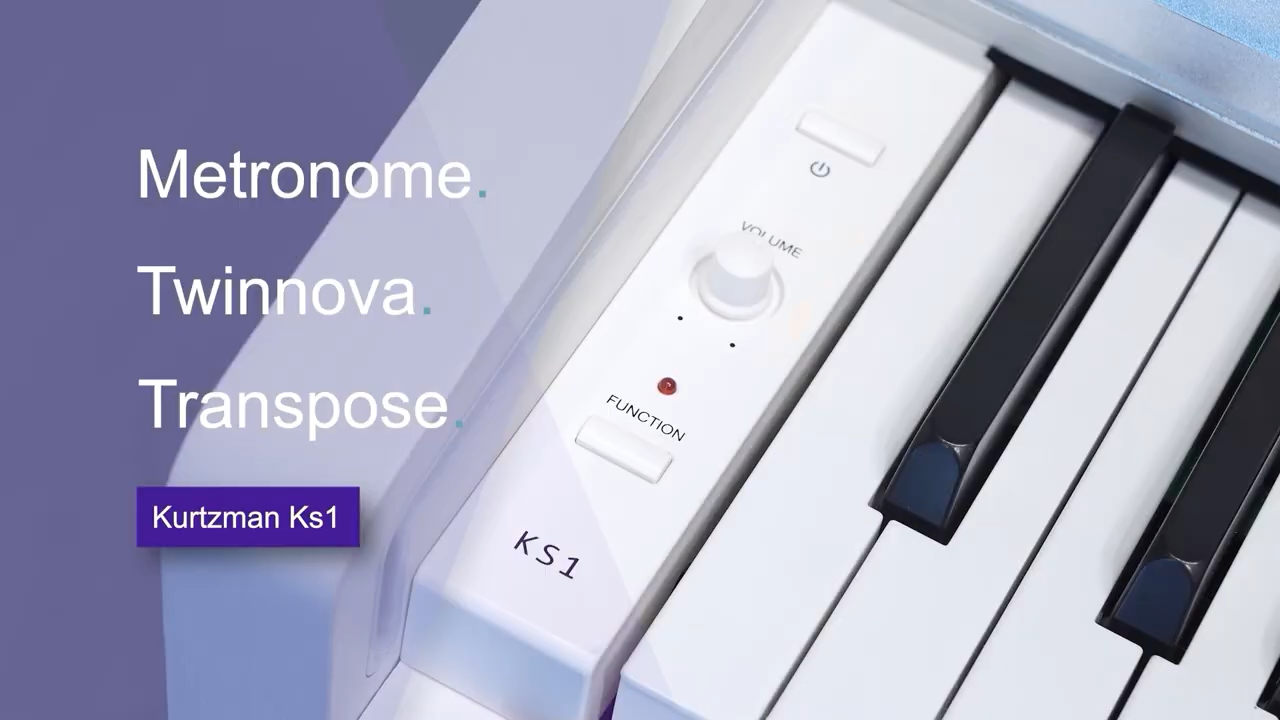 Metronome.
Twinnova.
Transpose.
Kurtzman Ks1
VOLUME
FUNCTION
KS1